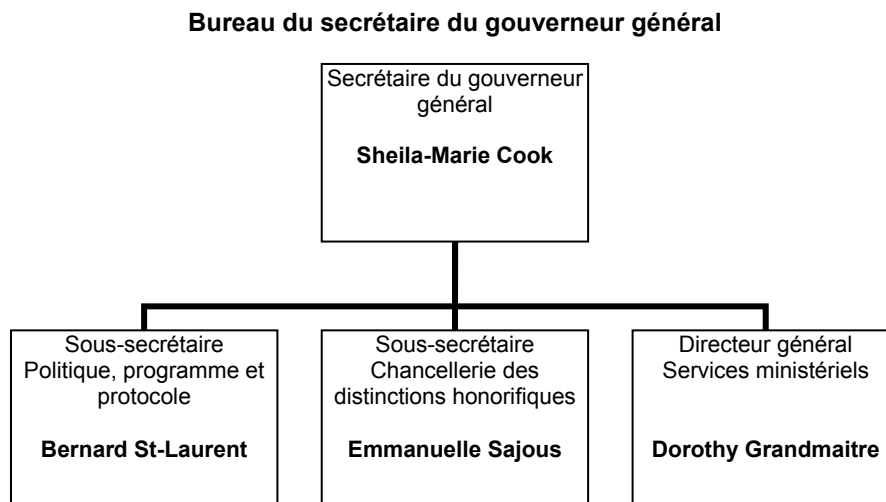 Bureau du secrétaire du gouverneur général
Secrétaire du gouverneur
général
Sheila-Marie Cook
Sous-secrétaire
Politique, programme et
protocole
Bernard St-Laurent
Sous-secrétaire
Chancellerie des
distinctions honorifiques
Emmanuelle Sajous
Directeur général
Services ministériels
Dorothy Grandmaitre